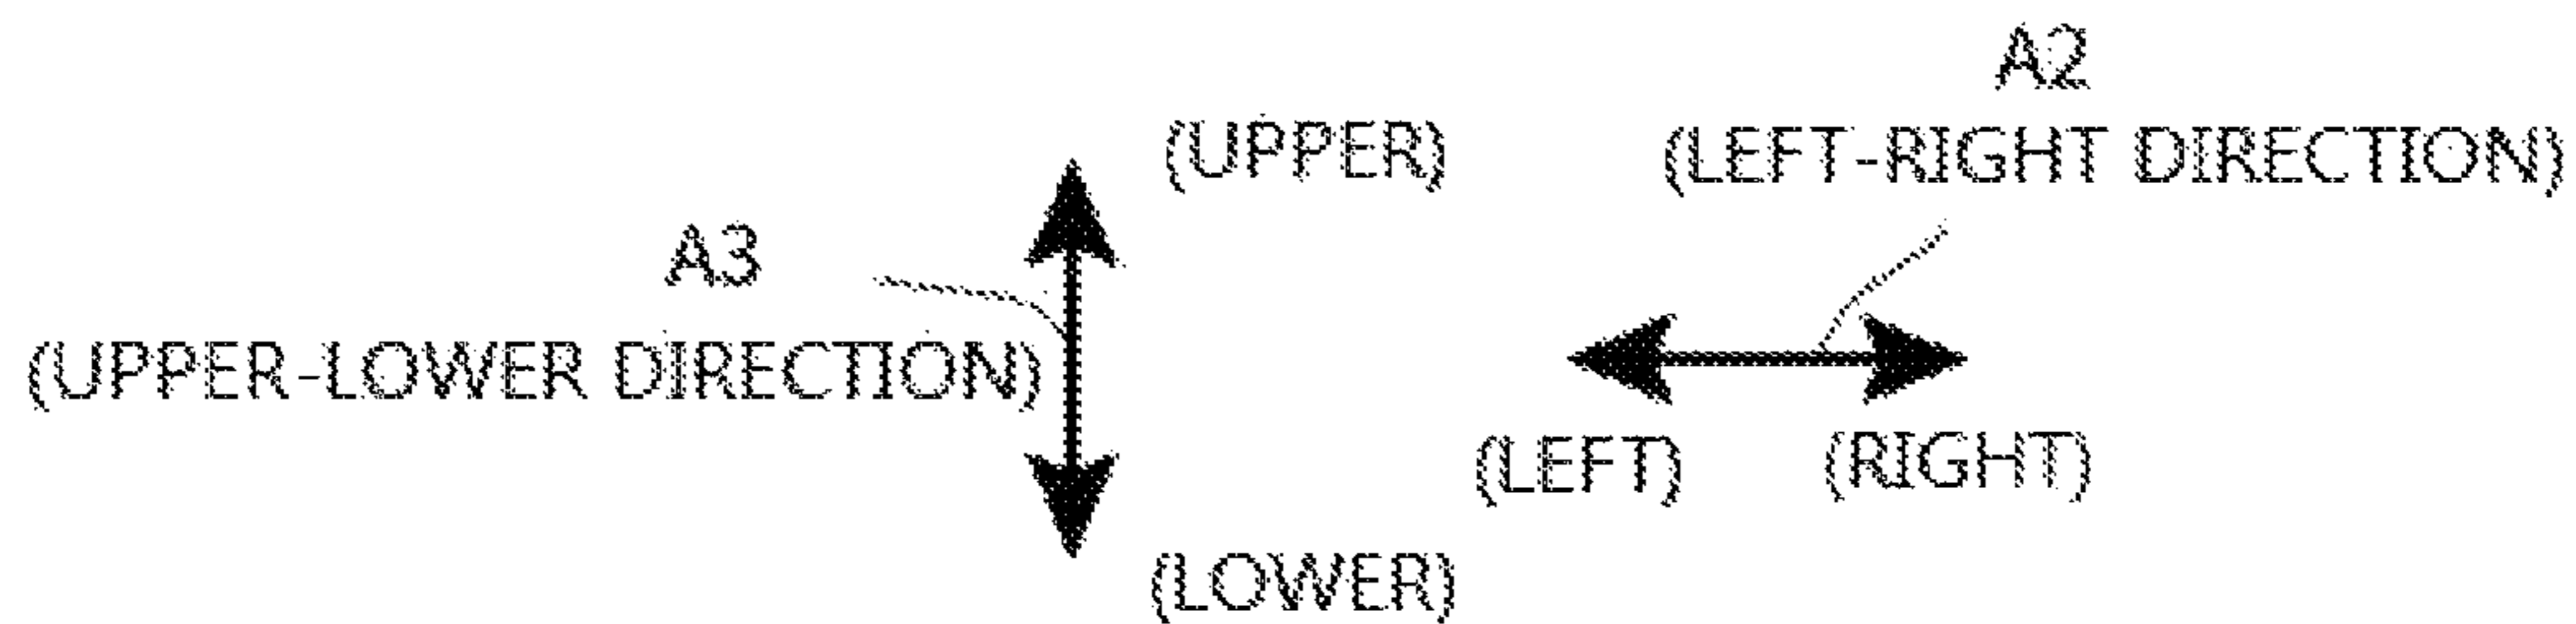 A3
(UPPER-LOWER DIRECTION)
(UPPER)
(LOWER)
A2
(LEFT-RIGHT DIRECTION)
(LEFT)
(RIGHT)